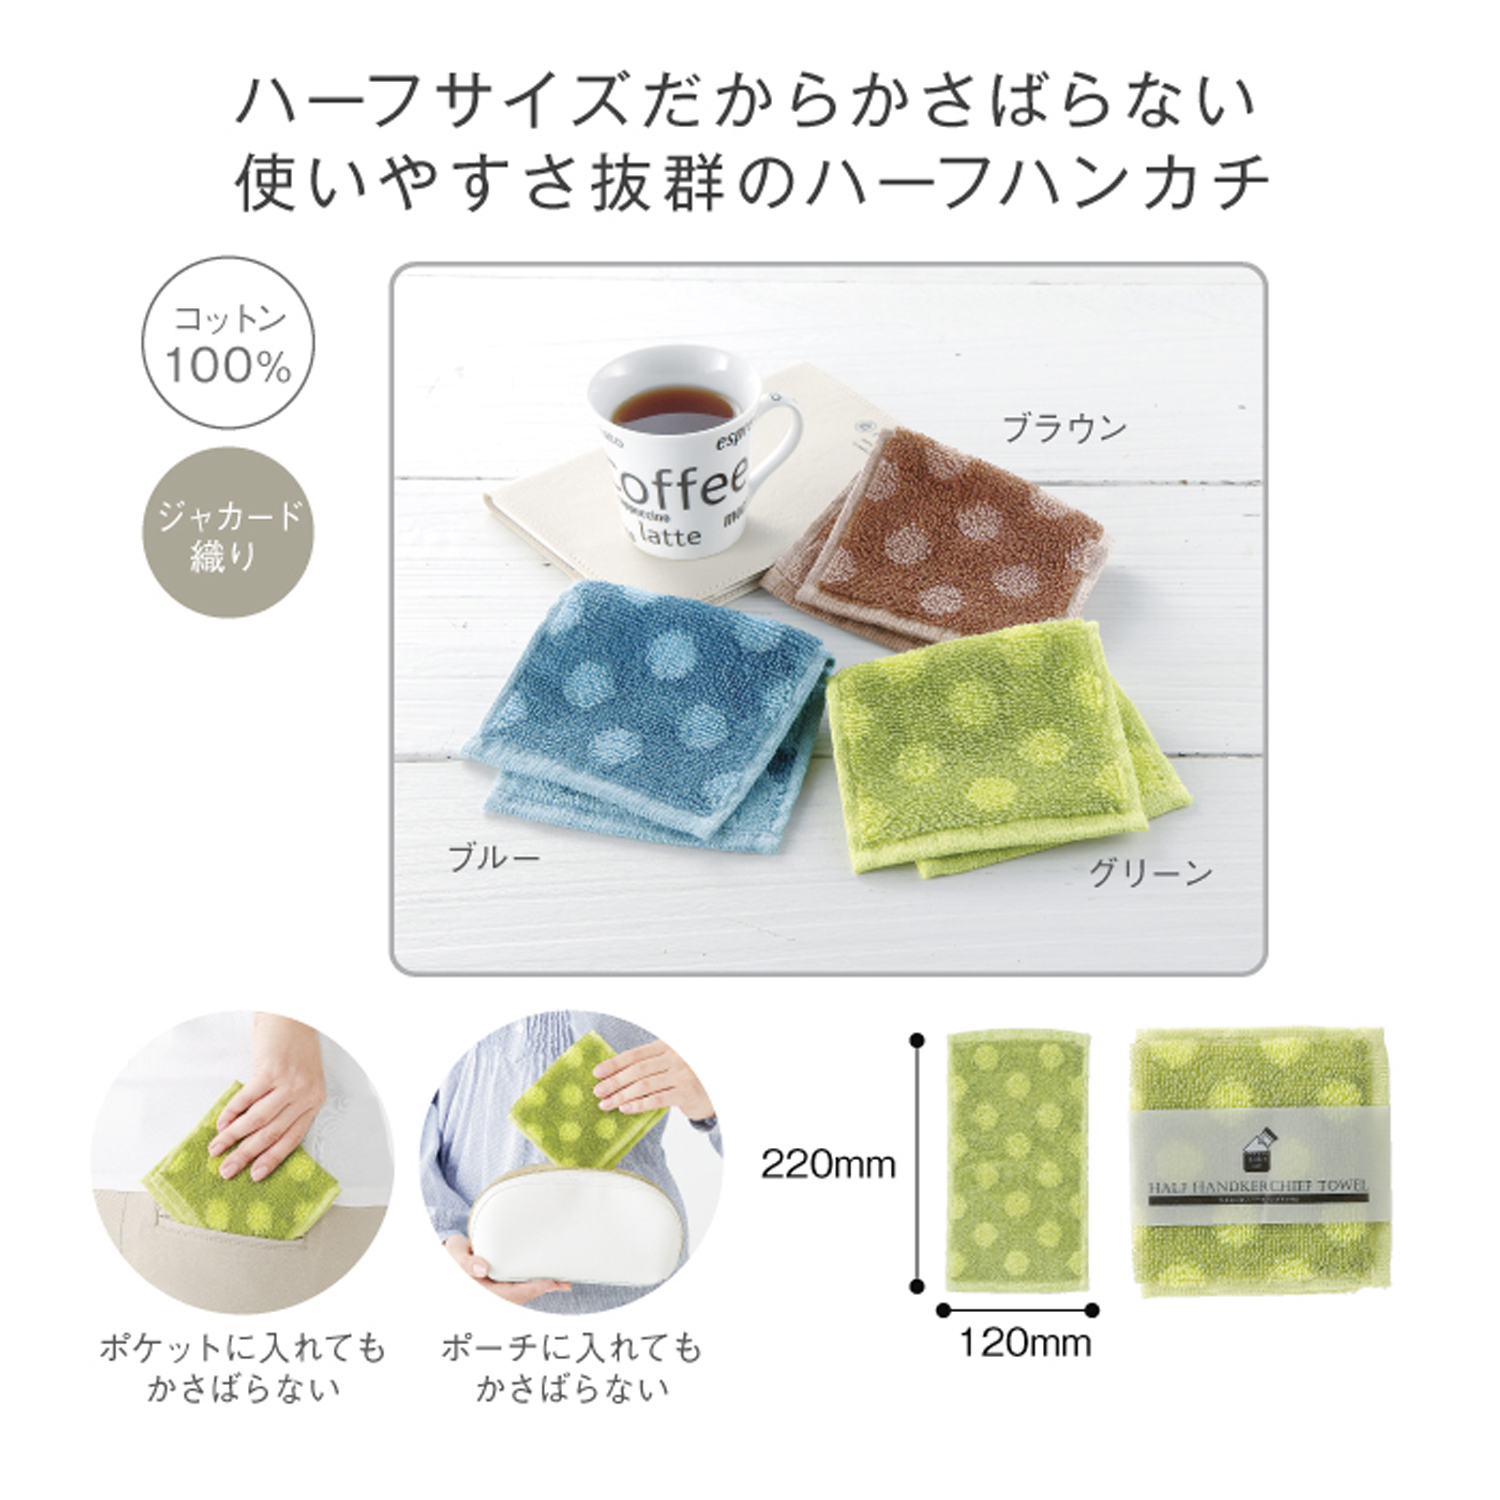 ハーフサイズだからかさばらない
使いやすさ抜群のハーフハンカチ
コットン
100%
ジャカード
織り
espr
offee
latte
ブラウン
ブルー
グリーン
ポケットに入れても
かさばらない
ポーチに入れても
かさばらない
220mm
120mm
HALF HANDKERCHIEF TOWEL